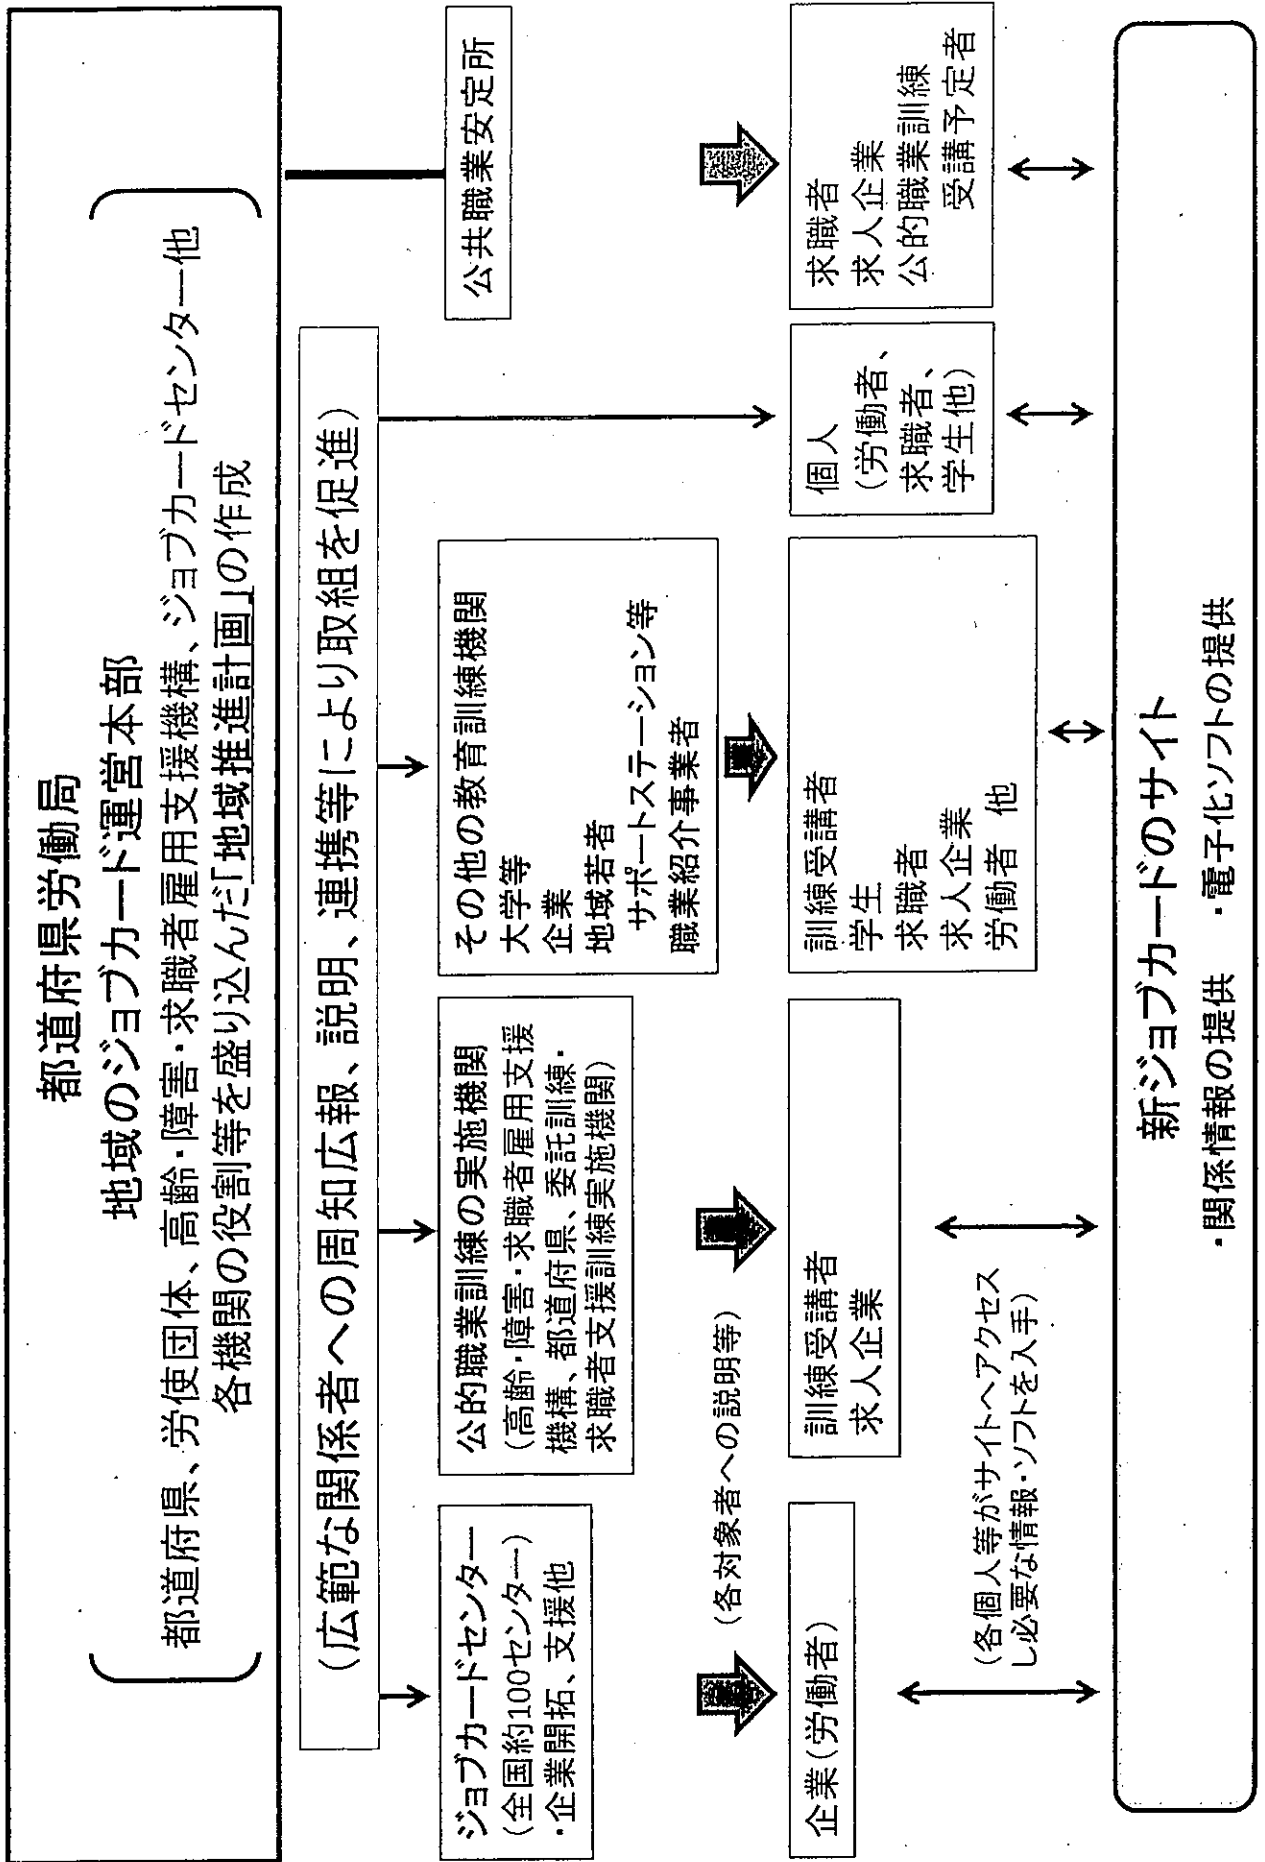 都道府県労働局
地域のジョブカード運営本部
都道府県、労使団体、高齢・障害・求職者雇用支援機構、ジョブカードセンター他
各機関の役割等を盛り込んだ「地域推進計画」の作成
(広範な関係者への周知広報、説明、連携等により取組を促進)
ジョブカードセンター
(全国約100センター)
・企業開拓、支援他
公的職業訓練の実施機関
(高齢・障害・求職者雇用支援
機構、都道府県、委託訓練・
求職者支援訓練実施機関)
その他の教育訓練機関
大学等
企業
地域若者
サポートステーション等
職業紹介事業者
公共職業安定所
(各対象者への説明等)
企業(労働者)
訓練受講者
求人企業
訓練受講者
学生
求職者
求人企業
労働者 他
個人
(労働者、
求職者、
学生他)
求職者
求人企業
公的職業訓練
受講予定者
(各個人等がサイトへアクセス
し必要な情報・ソフトを入手)
新ジョブカードのサイト
・関係情報の提供 ・電子化ソフトの提供